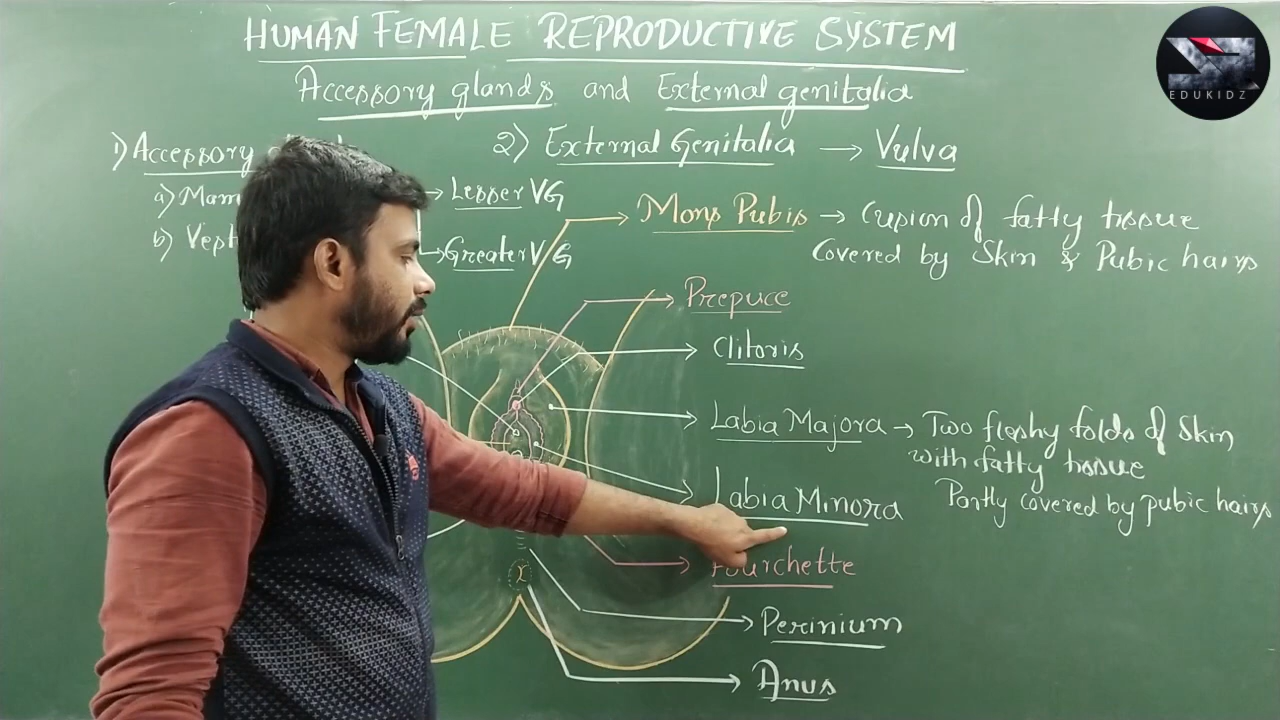 HUMAN FEMALE REPRODUCTIVE SYSTEM
Accessory glands and External genitalia
EDUKIDZ
1) Accessory
2) External Genitalia → Vulva
a) Mam
→ Lesser VG
b) Vest
→ Greater VG
Mons Pubis → Cusion of fatty tissue
Covered by Skin & Pubic hairs
Prepuce
Clitoris
Labia Majora → Two fleshy folds of Skin
with fatty tissue
Partly covered by pubic hairs
Labia Minora
Fourchette
Perinium
Anus